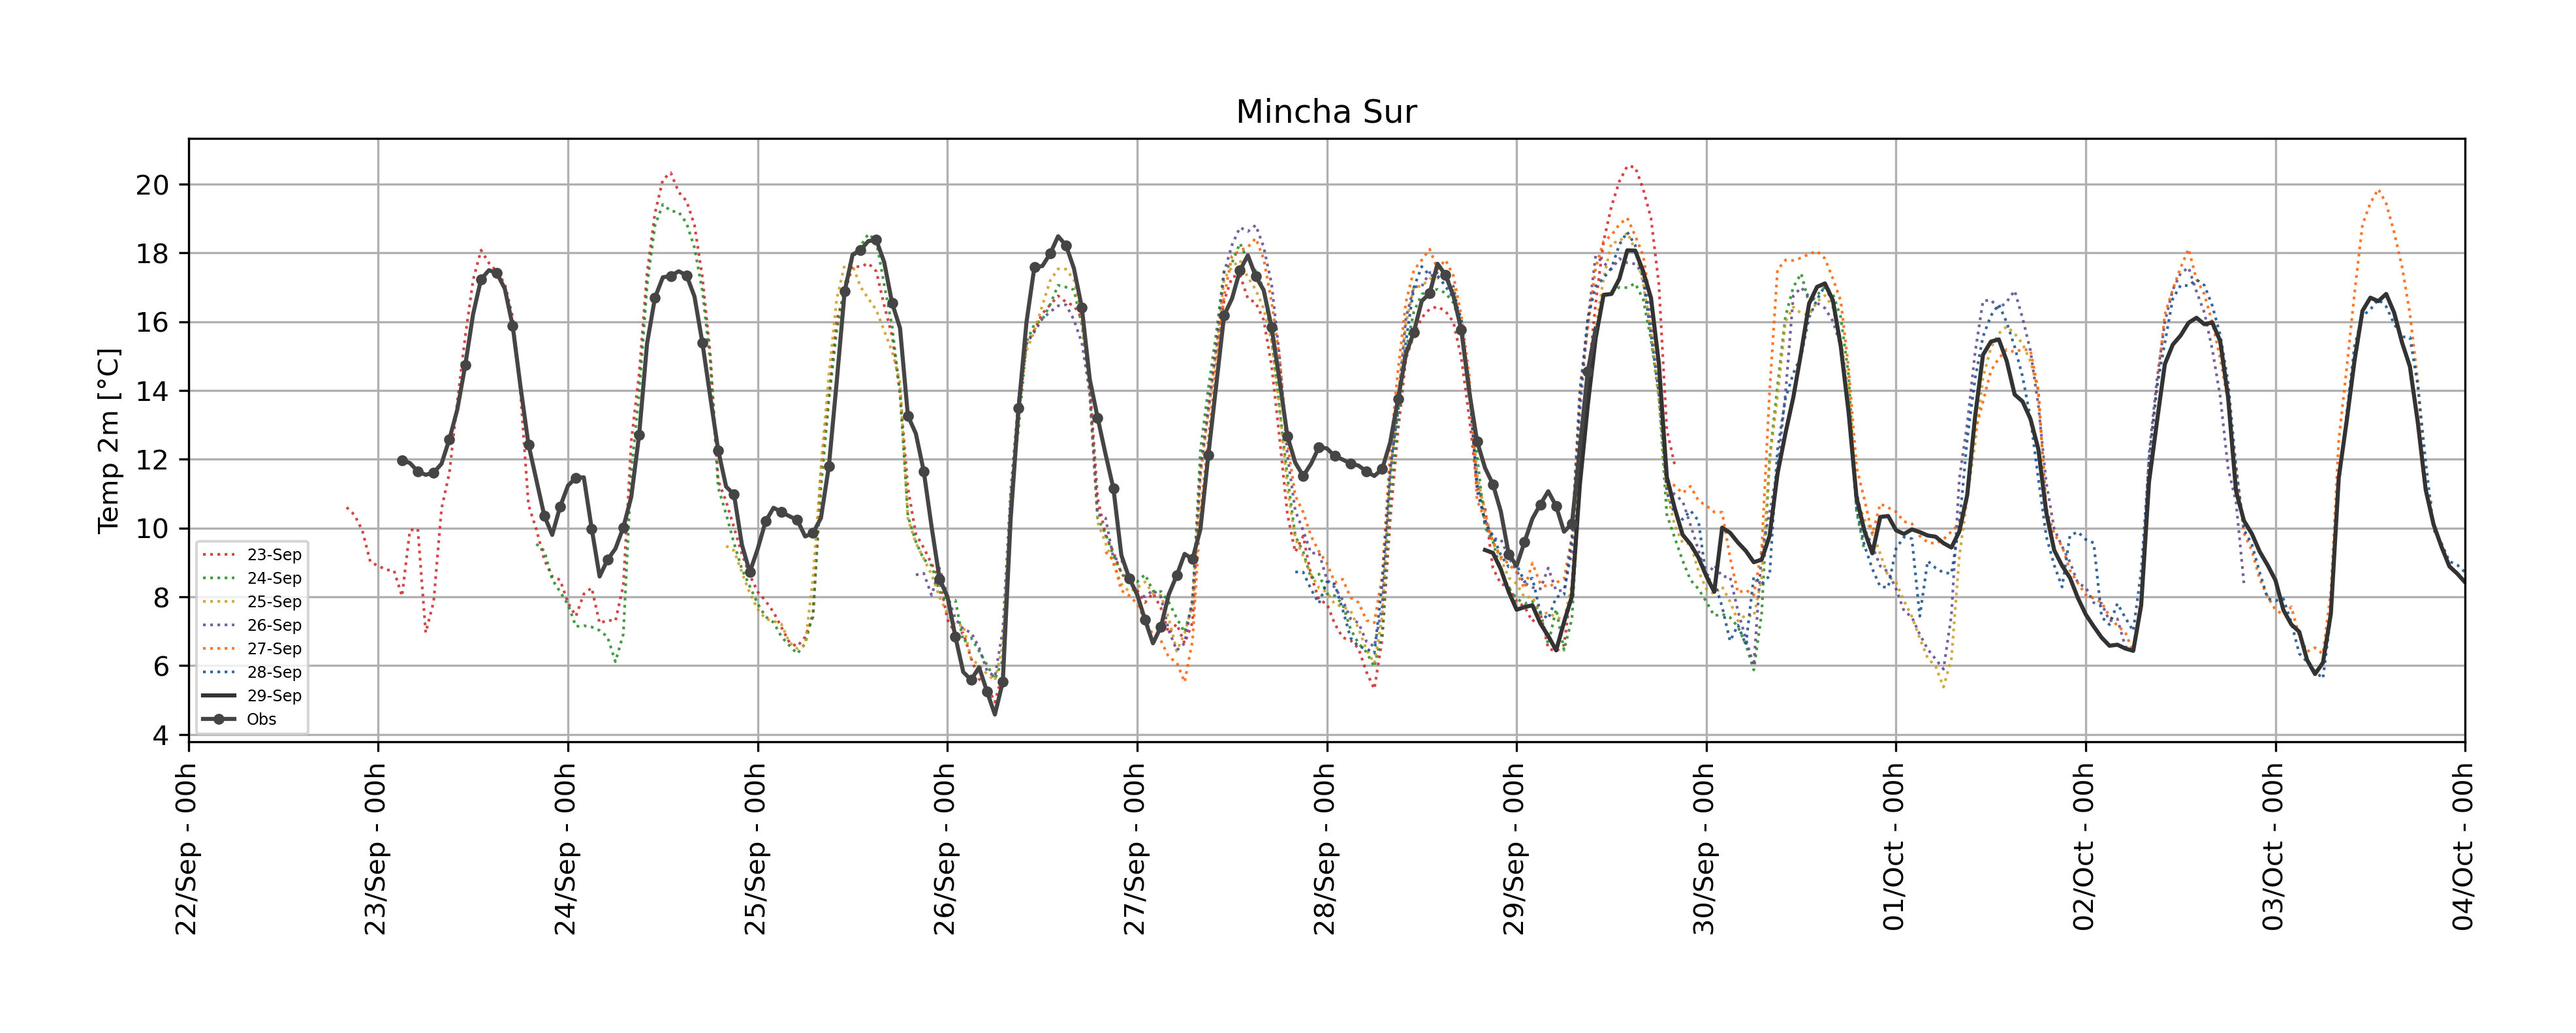 Mincha Sur
Temp 2m [°C]
20
18
16
14
12
10
8
6
4
23-Sep
24-Sep
25-Sep
26-Sep
27-Sep
28-Sep
29-Sep
Obs
22/Sep - 00h
23/Sep - 00h
24/Sep - 00h
25/Sep - 00h
26/Sep - 00h
27/Sep - 00h
28/Sep - 00h
29/Sep - 00h
30/Sep - 00h
01/Oct - 00h
02/Oct - 00h
03/Oct - 00h
04/Oct - 00h